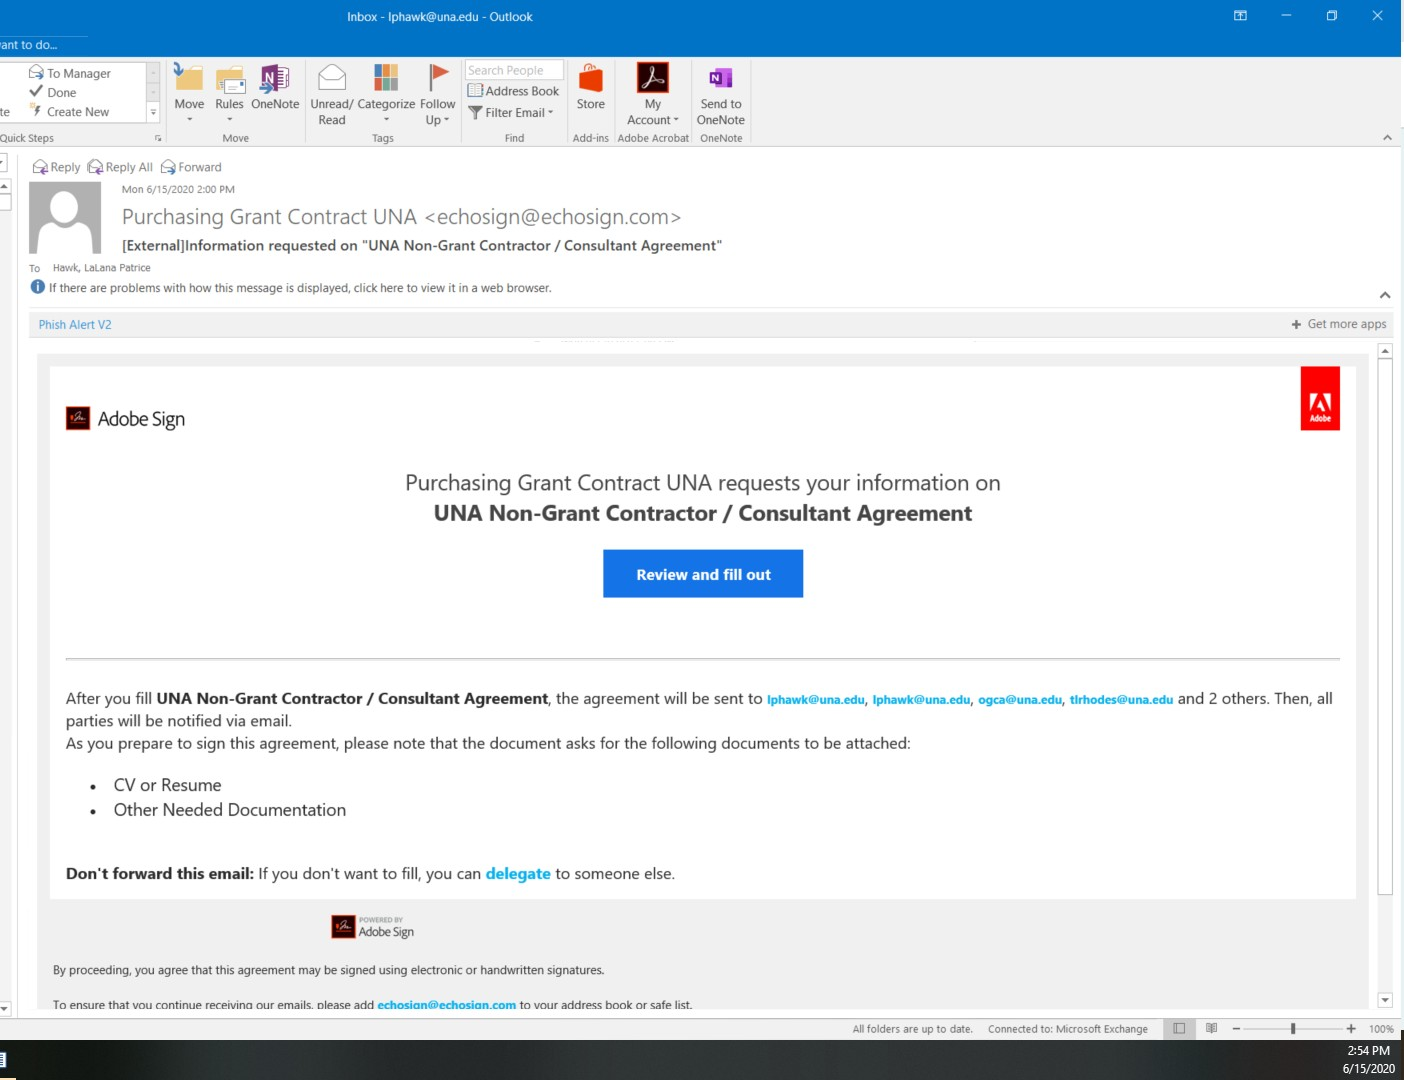 Inbox - lphawk@una.edu - Outlook
ant to do...
To Manager
Done
Create New
Quick Steps
Move
Rules
OneNote
Move
Unread/
Read
Categorize
Follow
Up
Tags
Search People
Address Book
Filter Email
Find
Store
Add-ins
My
Account
Adobe Acrobat
Send to
OneNote
OneNote
Reply Reply All Forward
Mon 6/15/2020 2:00 PM
Purchasing Grant Contract UNA <echosign@echosign.com>
[External]Information requested on "UNA Non-Grant Contractor / Consultant Agreement"
To Hawk, LaLana Patrice
If there are problems with how this message is displayed, click here to view it in a web browser.
Phish Alert V2
+ Get more apps
Adobe Sign
Adobe
Purchasing Grant Contract UNA requests your information on
UNA Non-Grant Contractor / Consultant Agreement
Review and fill out
After you fill UNA Non-Grant Contractor / Consultant Agreement, the agreement will be sent to lphawk@una.edu, lphawk@una.edu, ogca@una.edu, tlrhodes@una.edu and 2 others. Then, all
parties will be notified via email.
As you prepare to sign this agreement, please note that the document asks for the following documents to be attached:
• CV or Resume
• Other Needed Documentation
Don't forward this email: If you don't want to fill, you can delegate to someone else.
POWERED BY
Adobe Sign
By proceeding, you agree that this agreement may be signed using electronic or handwritten signatures.
To ensure that you continue receiving our emails, please add echosign@echosign.com to your address book or safe list.
All folders are up to date. Connected to: Microsoft Exchange 100%
2:54 PM
6/15/2020